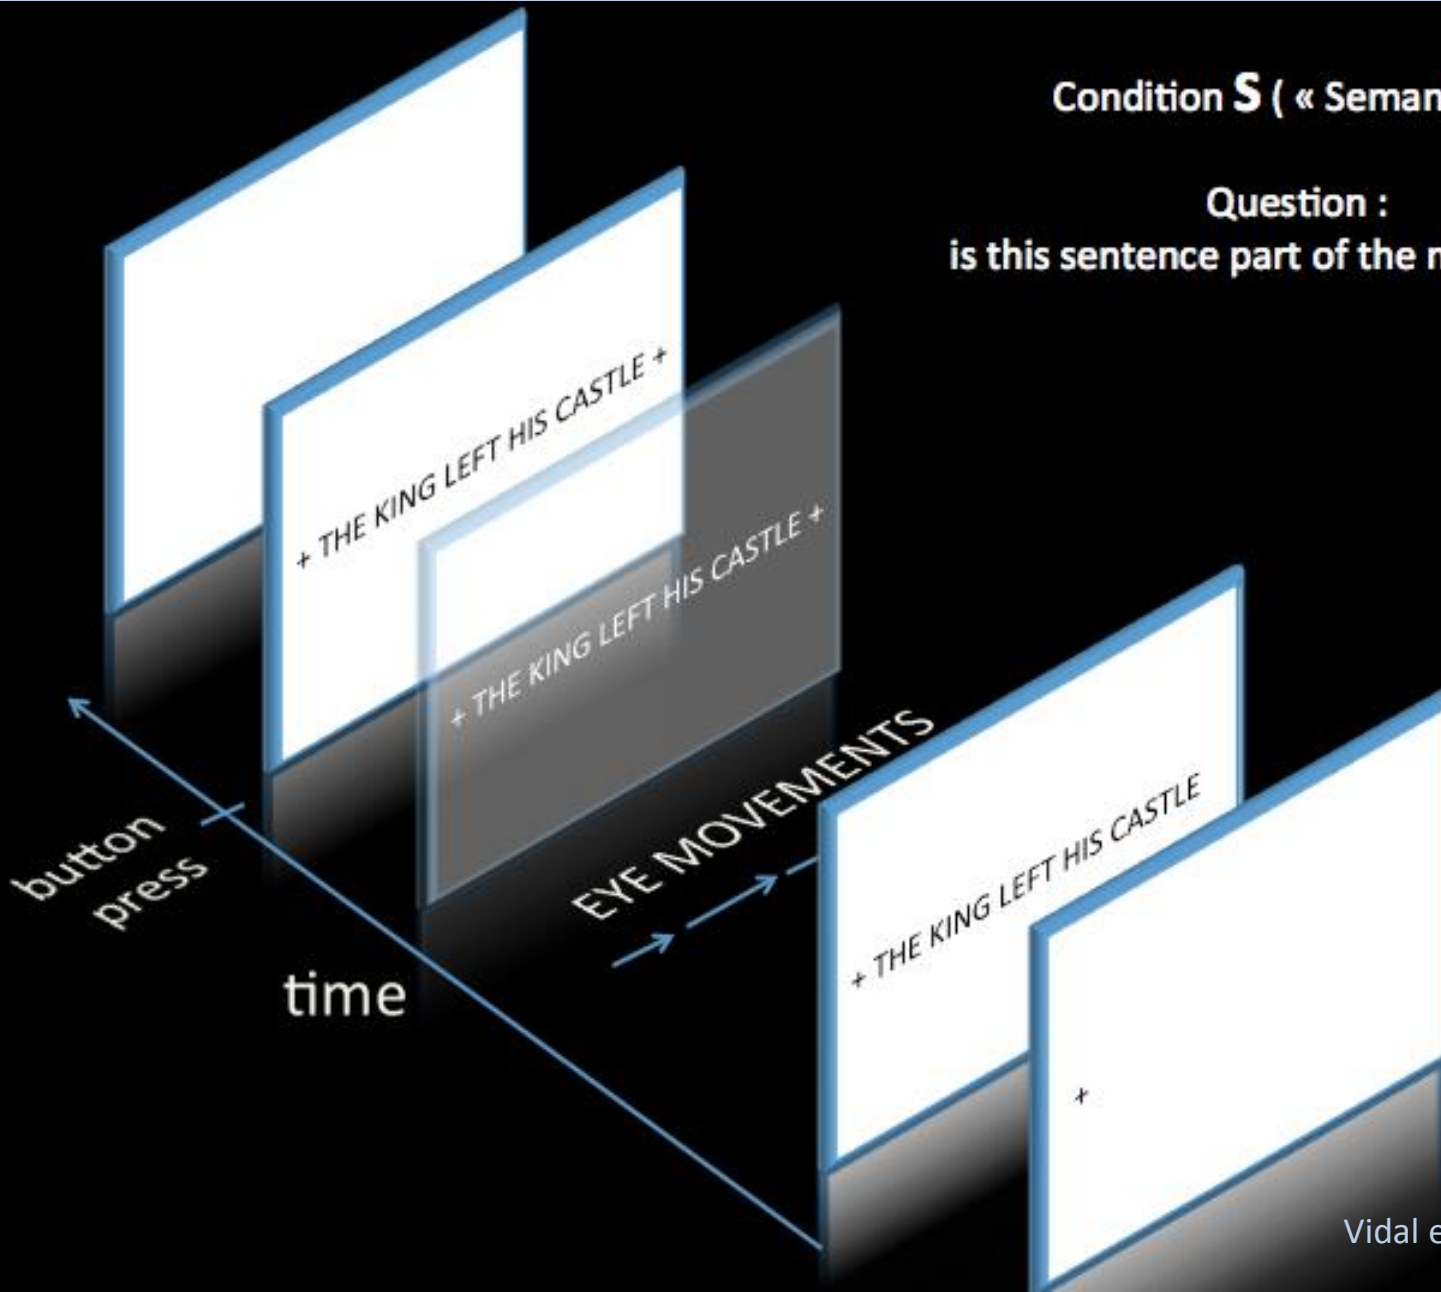 Condition S ( « Seman
Question :
is this sentence part of the n
+ THE KING LEFT HIS CASTLE +
+ THE KING LEFT HIS CASTLE +
EYE MOVEMENTS
+ THE KING LEFT HIS CASTLE
+
button
press
time
Vidal e